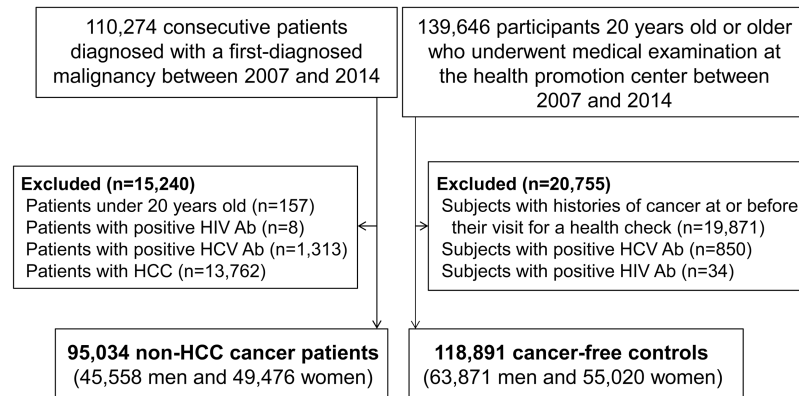 110,274 consecutive patients
diagnosed with a first-diagnosed
malignancy between 2007 and 2014
139,646 participants 20 years old or older
who underwent medical examination at
the health promotion center between
2007 and 2014
Excluded (n=15,240)
Patients under 20 years old (n=157)
Patients with positive HIV Ab (n=8)
Patients with positive HCV Ab (n=1,313)
Patients with HCC (n=13,762)
Excluded (n=20,755)
Subjects with histories of cancer at or before
their visit for a health check (n=19,871)
Subjects with positive HCV Ab (n=850)
Subjects with positive HIV Ab (n=34)
95,034 non-HCC cancer patients
(45,558 men and 49,476 women)
118,891 cancer-free controls
(63,871 men and 55,020 women)